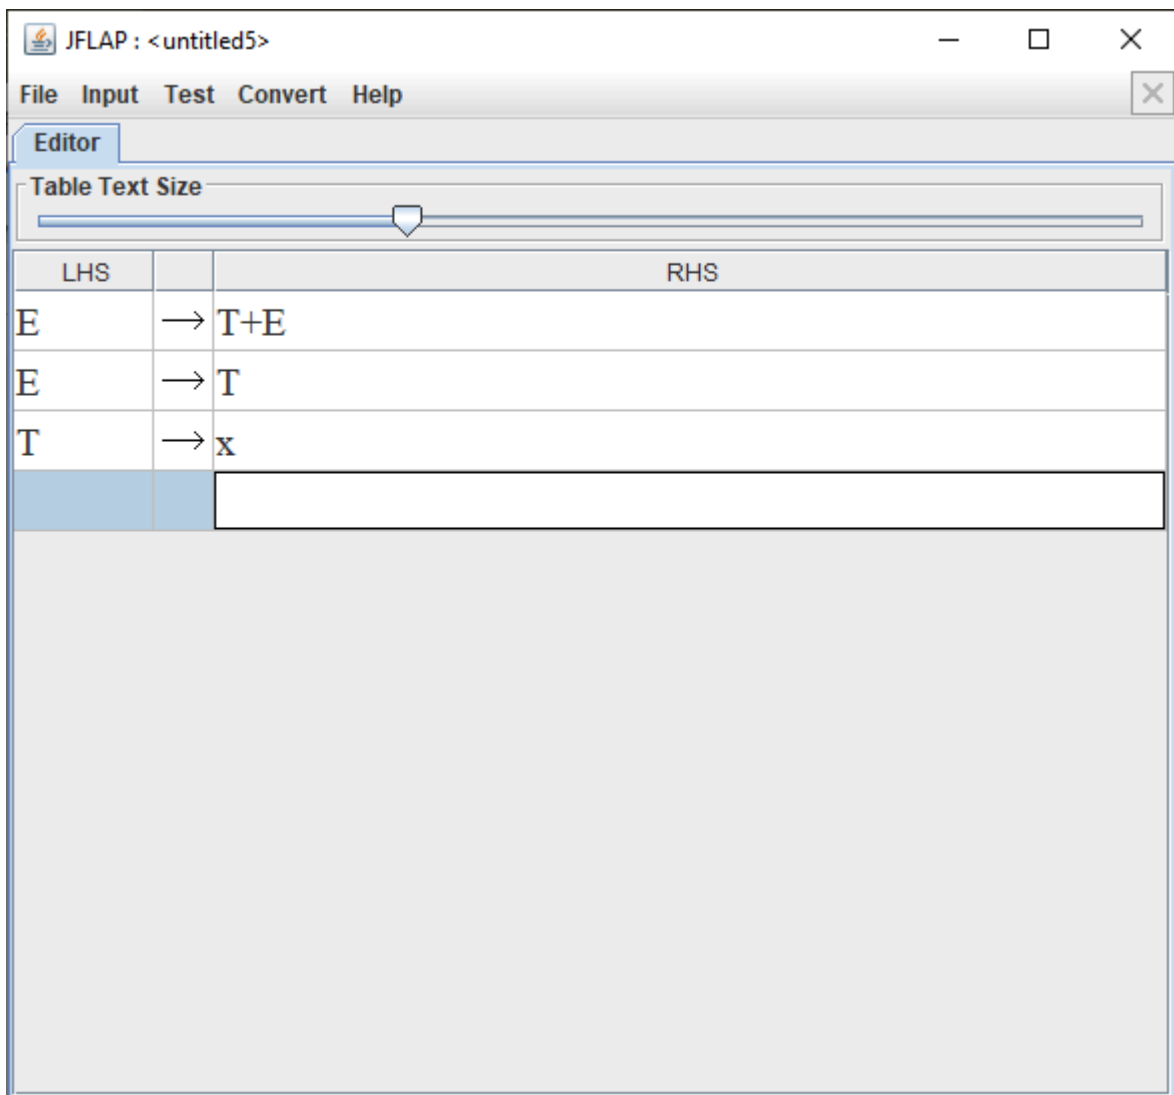 JFLAP : <untitled5>
File Input Test Convert Help
Editor
Table Text Size
LHS RHS
E → T+E
E → T
T → x